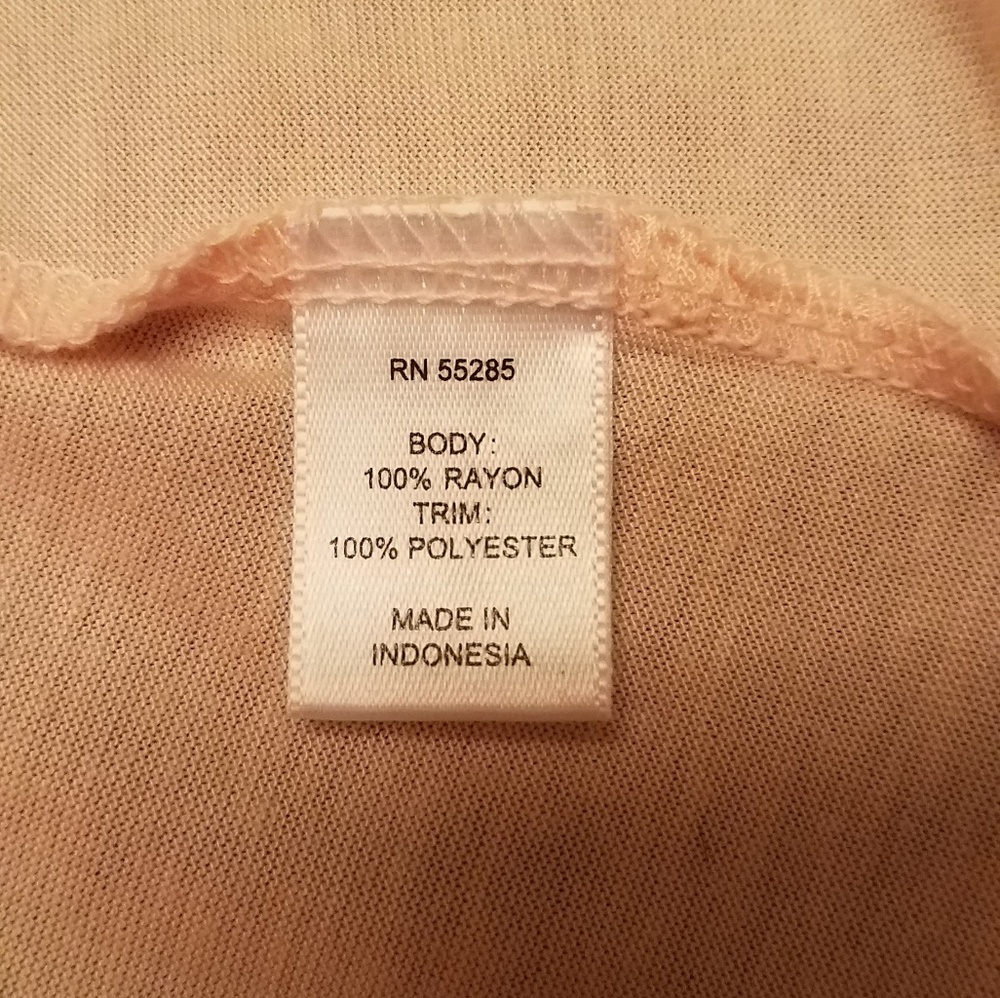 RN 55285
BODY:
100% RAYON
TRIM:
100% POLYESTER
MADE IN
INDONESIA